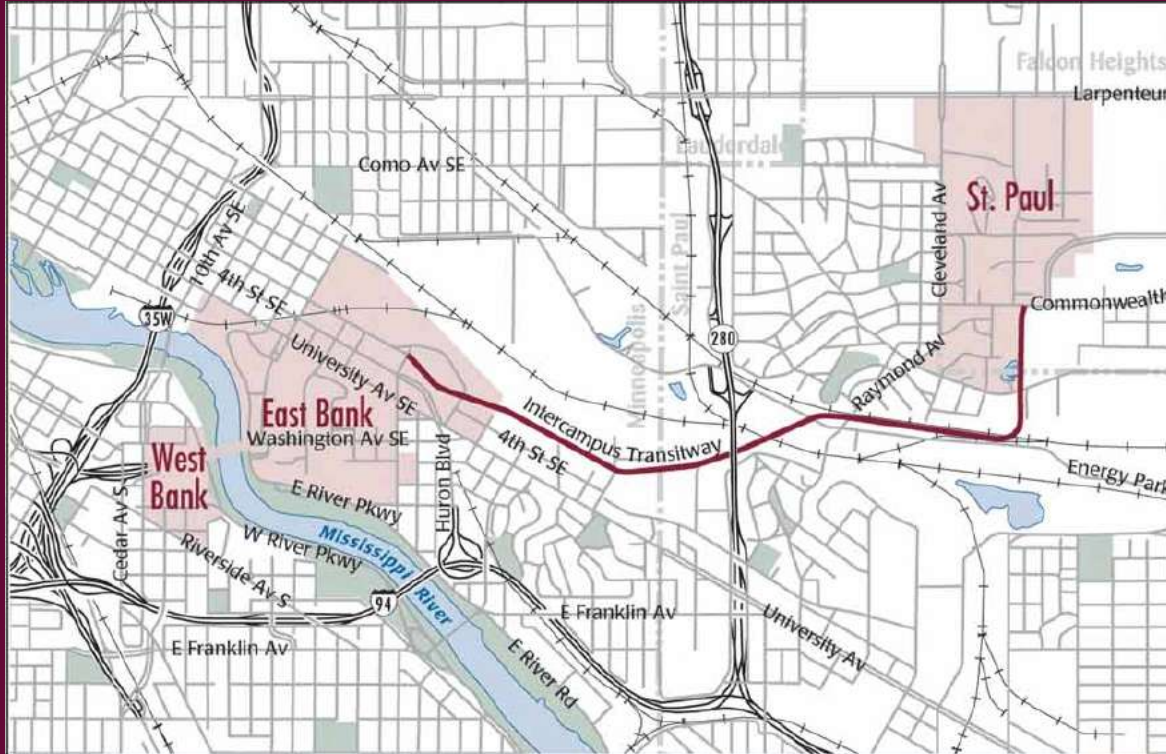 Falcon Heights
Larpenteur
Lauderdale
Como Av SE
St. Paul
Cleveland Av
10th Av SE
4th St SE
Saint Paul
Minneapolis
Commonwealth
35W
280
University Av SE
Raymond Av
East Bank
Washington Av SE
Intercampus Transitway
4th St SE
West
Bank
Huron Blvd
Energy Park
E River Pkwy
Cedar Av S
W River Pkwy
Riverside Av S
Mississippi River
94
E Franklin Av
E Franklin Av
University Av
E River Rd